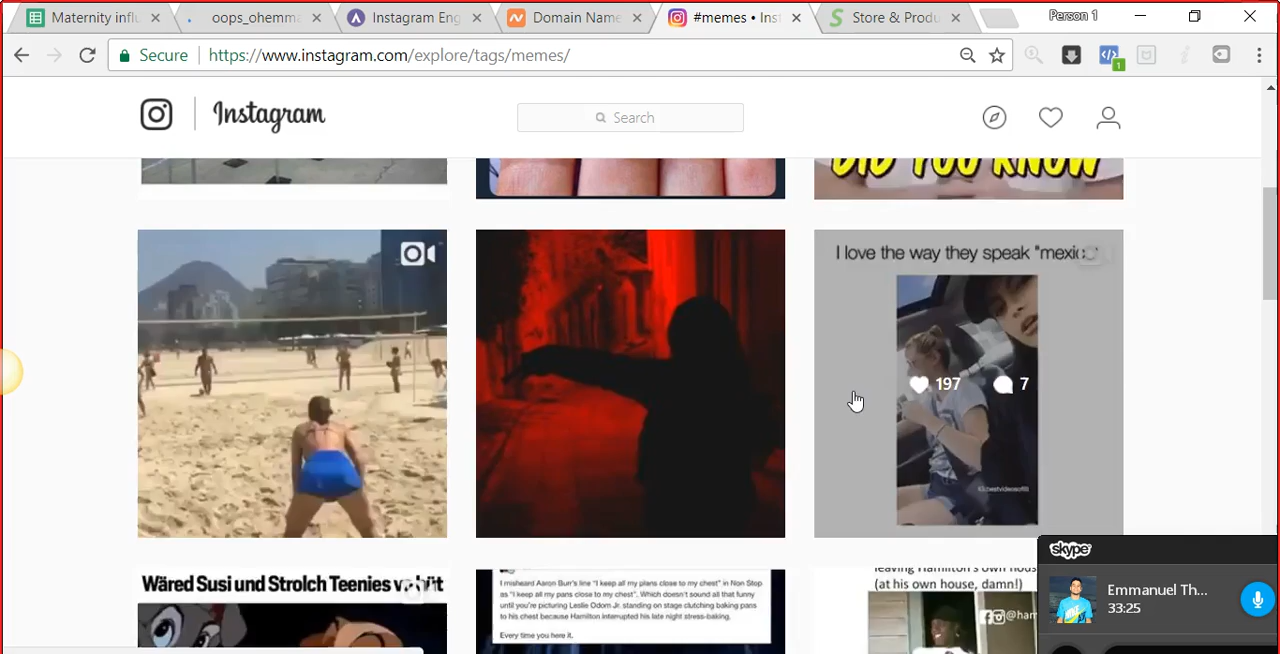 Maternity infl
oops_ohemma
Instagram Eng
Domain Name
#memes • Inst
Store & Produ
Person 1
Secure
https://www.instagram.com/explore/tags/memes/
1
Instagram
Search
DID YOU KNOW
I love the way they speak "mexic
197
7
Wäred Susi und Strolch Teenies
I misheard Aaron Burr's line "I keep all my plans close to my chest" in Non Stop
as "I keep all my pans close to my chest". Which doesn't sound all that funny
until you're picturing Leslie Odom Jr. standing on stage clutching baking pans
to his chest because Hamilton interrupted his late night stress-baking.
Every time you here it.
leaving Hamilton's own hous
(at his own house, damn!)
@ham
skype
Emmanuel Th...
33:25